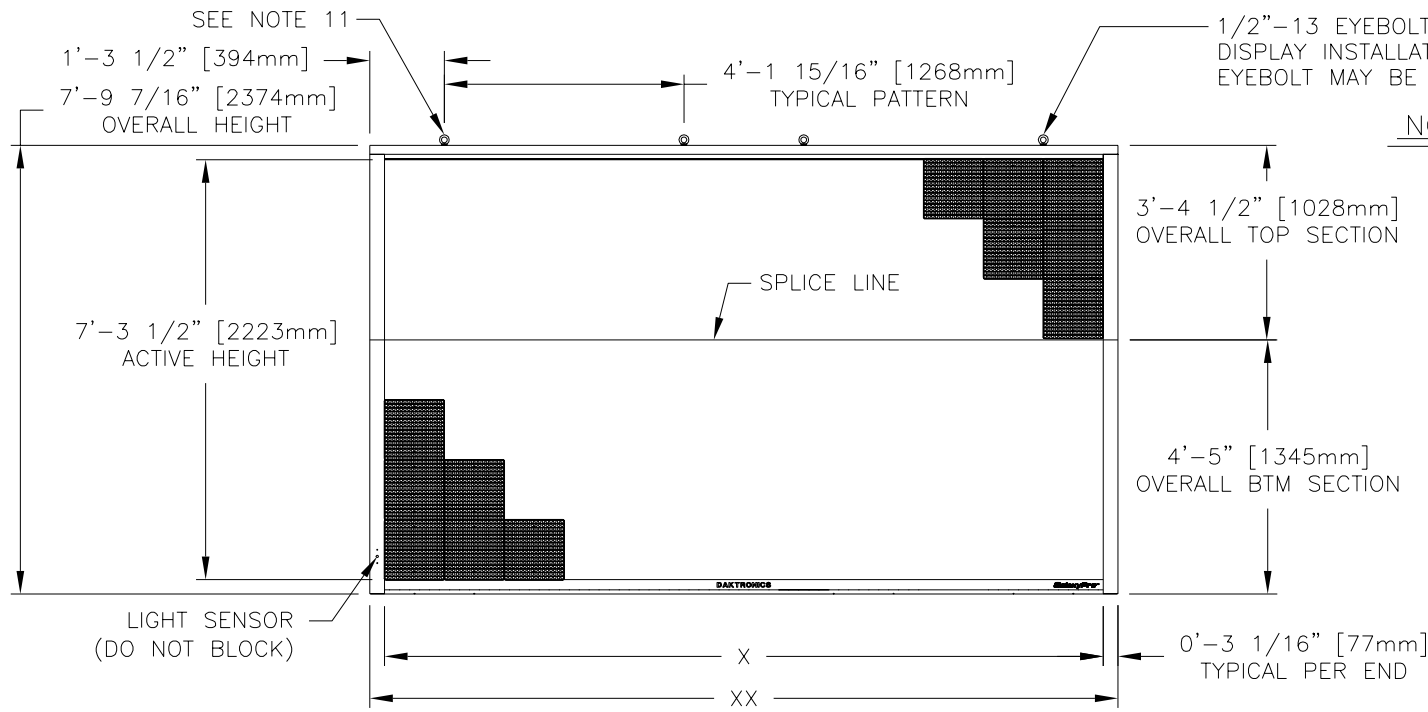 SEE NOTE 11
1'-3 1/2" [394mm]
7'-9 7/16" [2374mm]
OVERALL HEIGHT
4'-1 15/16" [1268mm]
TYPICAL PATTERN
1/2"-13 EYEBOLT
DISPLAY INSTALLAT
EYEBOLT MAY BE
3'-4 1/2" [1028mm]
OVERALL TOP SECTION
SPLICE LINE
7'-3 1/2" [2223mm]
ACTIVE HEIGHT
4'-5" [1345mm]
OVERALL BTM SECTION
DAKTRONICS
GalaxyPro™
LIGHT SENSOR
(DO NOT BLOCK)
X
0'-3 1/16" [77mm]
TYPICAL PER END
XX